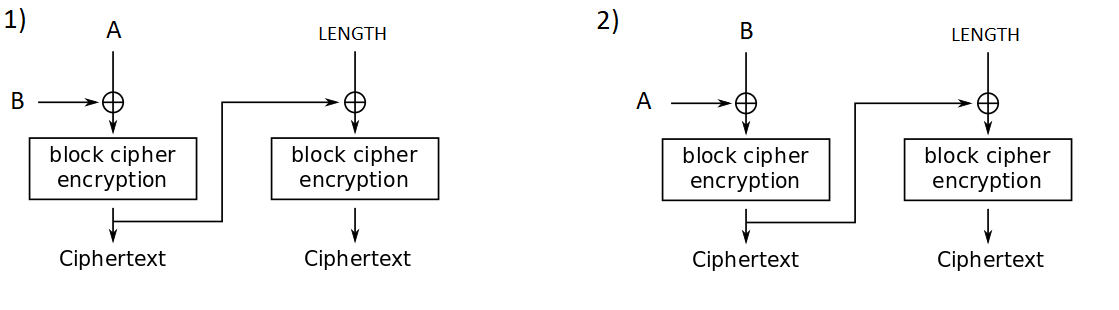 1)
A
LENGTH
B
block cipher
encryption
block cipher
encryption
Ciphertext
Ciphertext
2)
B
LENGTH
A
block cipher
encryption
block cipher
encryption
Ciphertext
Ciphertext